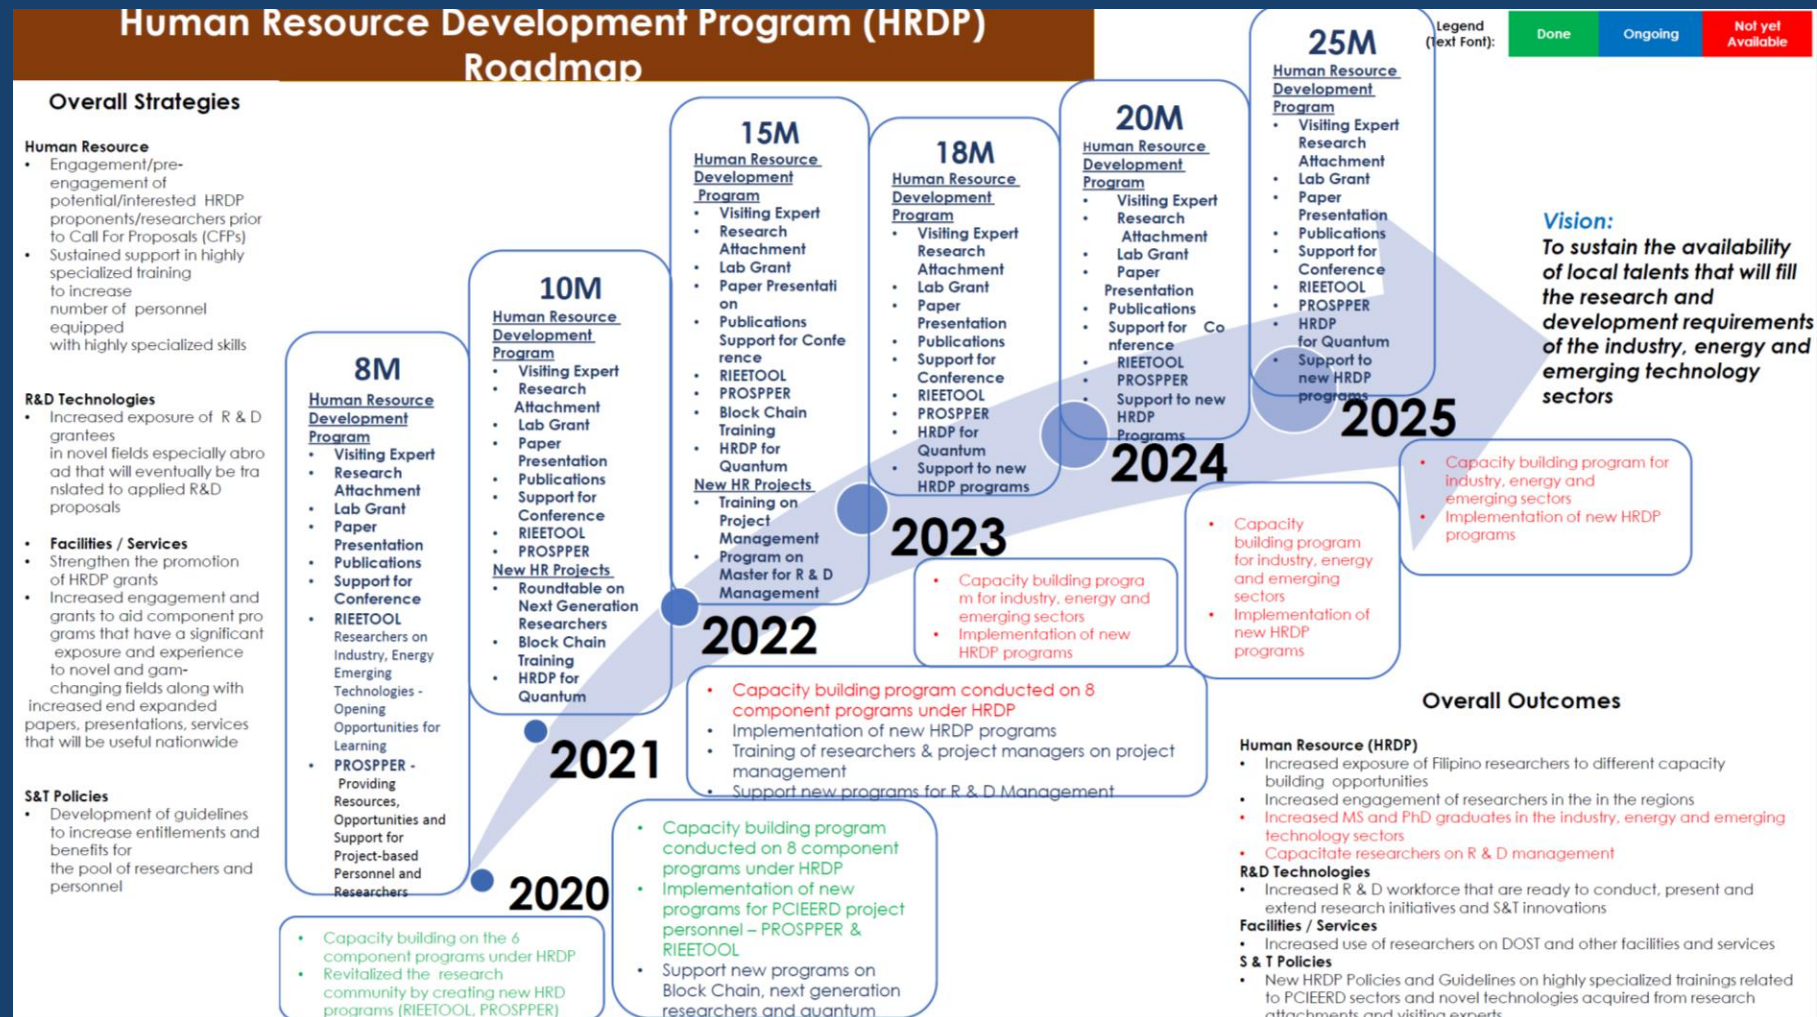 Human Resource Development Program (HRDP)
Roadmap
Legend
(Text Font):
Done
Ongoing
Not yet
Available
Overall Strategies
Human Resource
• Engagement/pre-
engagement of
potential/interested HRDP
proponents/researchers prior
to Call For Proposals (CFPs)
• Sustained support in highly
specialized training
to increase
number of personnel
equipped
with highly specialized skills
R&D Technologies
• Increased exposure of R & D
grantees
in novel fields especially abro
ad that will eventually be tra
nslated to applied R&D
proposals
• Facilities / Services
• Strengthen the promotion
of HRDP grants
• Increased engagement and
grants to aid component pro
grams that have a significant
exposure and experience
to novel and gam-
changing fields along with
increased end expanded
papers, presentations, services
that will be useful nationwide
S&T Policies
• Development of guidelines
to increase entitlements and
benefits for
the pool of researchers and
personnel
8M
Human Resource
Development
Program
• Visiting Expert
• Research
Attachment
• Lab Grant
• Paper
Presentation
• Publications
• Support for
Conference
• RIEETOOL
Researchers on
Industry, Energy
Emerging
Technologies -
Opening
Opportunities for
Learning
• PROSPPER -
Providing
Resources,
Opportunities and
Support for
Project-based
Personnel and
Researchers
2020
• Capacity building on the 6
component programs under HRDP
• Revitalized the research
community by creating new HRD
programs (RIEETOOL, PROSPPER)
10M
Human Resource
Development
Program
• Visiting Expert
• Research
Attachment
• Lab Grant
• Paper
Presentation
• Publications
• Support for
Conference
• RIEETOOL
• PROSPPER
New HR Projects
• Roundtable on
Next Generation
Researchers
• Block Chain
Training
• HRDP for
Quantum
2021
• Capacity building program
conducted on 8 component
programs under HRDP
• Implementation of new
programs for PCIEERD project
personnel – PROSPPER &
RIEETOOL
• Support new programs on
Block Chain, next generation
researchers and quantum
15M
Human Resource
Development
Program
• Visiting Expert
• Research
Attachment
• Lab Grant
• Paper Presentati
on
• Publications
Support for Confe
rence
• RIEETOOL
• PROSPPER
• Block Chain
Training
• HRDP for
Quantum
New HR Projects
• Training on
Project
Management
• Program on
Master for R & D
Management
2022
• Capacity building program conducted on 8
component programs under HRDP
• Implementation of new HRDP programs
• Training of researchers & project managers on project
management
• Support new programs for R & D Management
18M
Human Resource
Development
Program
• Visiting Expert
Research
Attachment
• Lab Grant
• Paper
Presentation
• Publications
• Support for
Conference
• RIEETOOL
• PROSPPER
• HRDP for
Quantum
• Support to new
HRDP programs
2023
• Capacity building progra
m for industry, energy and
emerging sectors
• Implementation of new
HRDP programs
20M
Human Resource
Development
Program
• Visiting Expert
• Research
Attachment
• Lab Grant
• Paper
Presentation
• Publications
• Support for Co
nference
• RIEETOOL
• PROSPPER
• Support to new
HRDP
Programs
2024
• Capacity
building program
for industry, energy
and emerging
sectors
• Implementation of
new HRDP
programs
25M
Human Resource
Development
Program
• Visiting Expert
Research
Attachment
• Lab Grant
• Paper
Presentation
• Publications
• Support for
Conference
• RIEETOOL
• PROSPPER
• HRDP
for Quantum
• Support to
new HRDP
programs
2025
• Capacity building program for
industry, energy and
emerging sectors
• Implementation of new HRDP
programs
Vision:
To sustain the availability
of local talents that will fill
the research and
development requirements
of the industry, energy and
emerging technology
sectors
Overall Outcomes
Human Resource (HRDP)
• Increased exposure of Filipino researchers to different capacity
building opportunities
• Increased engagement of researchers in the in the regions
• Increased MS and PhD graduates in the industry, energy and emerging
technology sectors
• Capacitate researchers on R & D management
R&D Technologies
• Increased R & D workforce that are ready to conduct, present and
extend research initiatives and S&T innovations
Facilities / Services
• Increased use of researchers on DOST and other facilities and services
S & T Policies
• New HRDP Policies and Guidelines on highly specialized trainings related
to PCIEERD sectors and novel technologies acquired from research
attachments and visiting experts